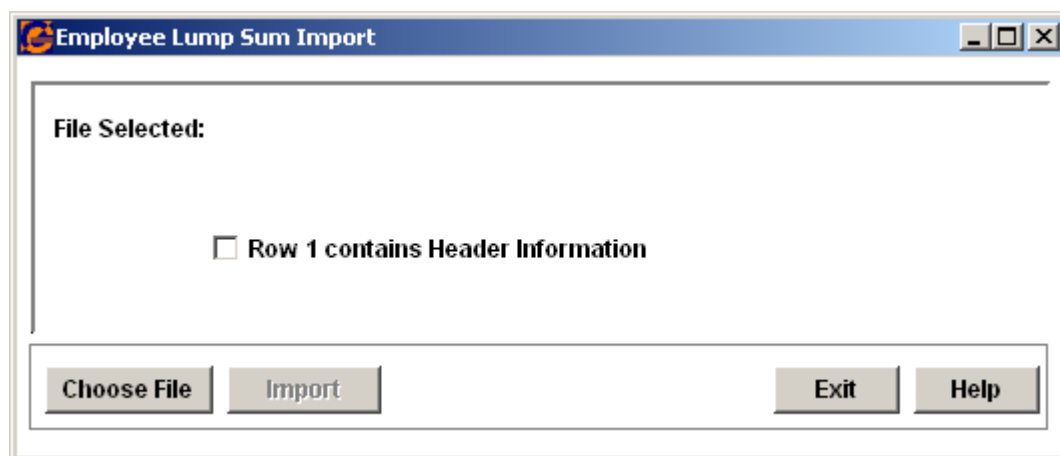 Employee Lump Sum Import
File Selected:
Row 1 contains Header Information
Choose File Import Exit Help